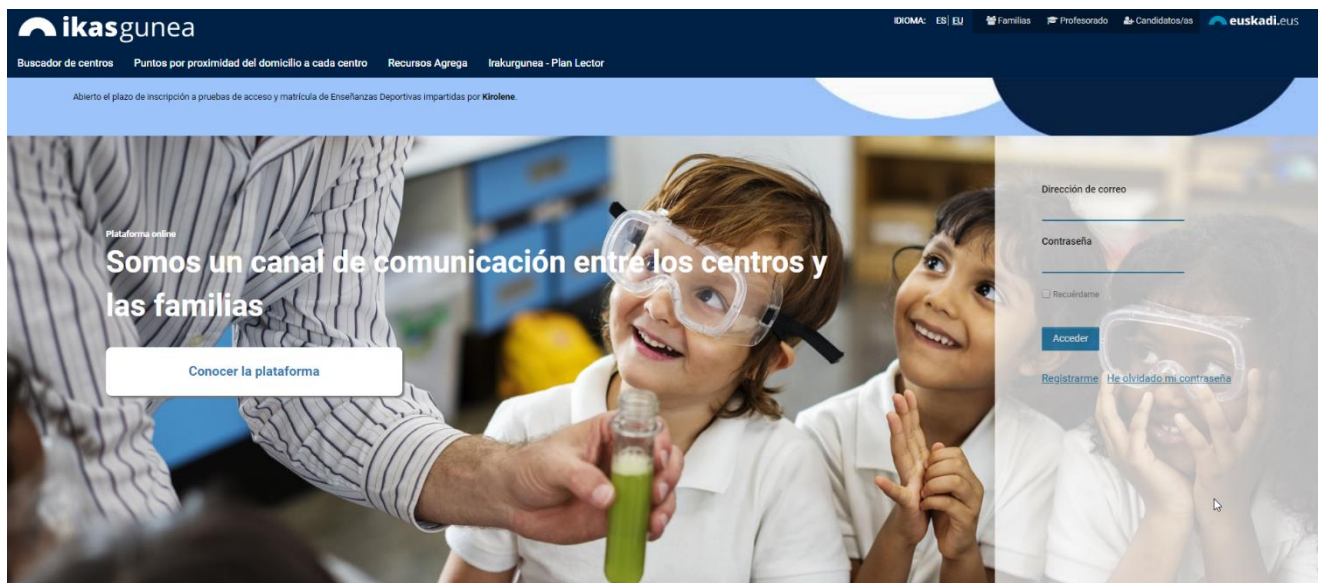 ikasgunea
IDIOMA: ES| EU
Familias
Profesorado
Candidatos/as
euskadi.eus
Buscador de centros
Puntos por proximidad del domicilio a cada centro
Recursos Agrega
Irakurgunea - Plan Lector
Abierto el plazo de inscripción a pruebas de acceso y matrícula de Enseñanzas Deportivas impartidas por Kirolene.
Plataforma online
Somos un canal de comunicación entre los centros y
las familias
Conocer la plataforma
Dirección de correo
Contraseña
Recuérdame
Acceder
Registrarme
He olvidado mi contraseña